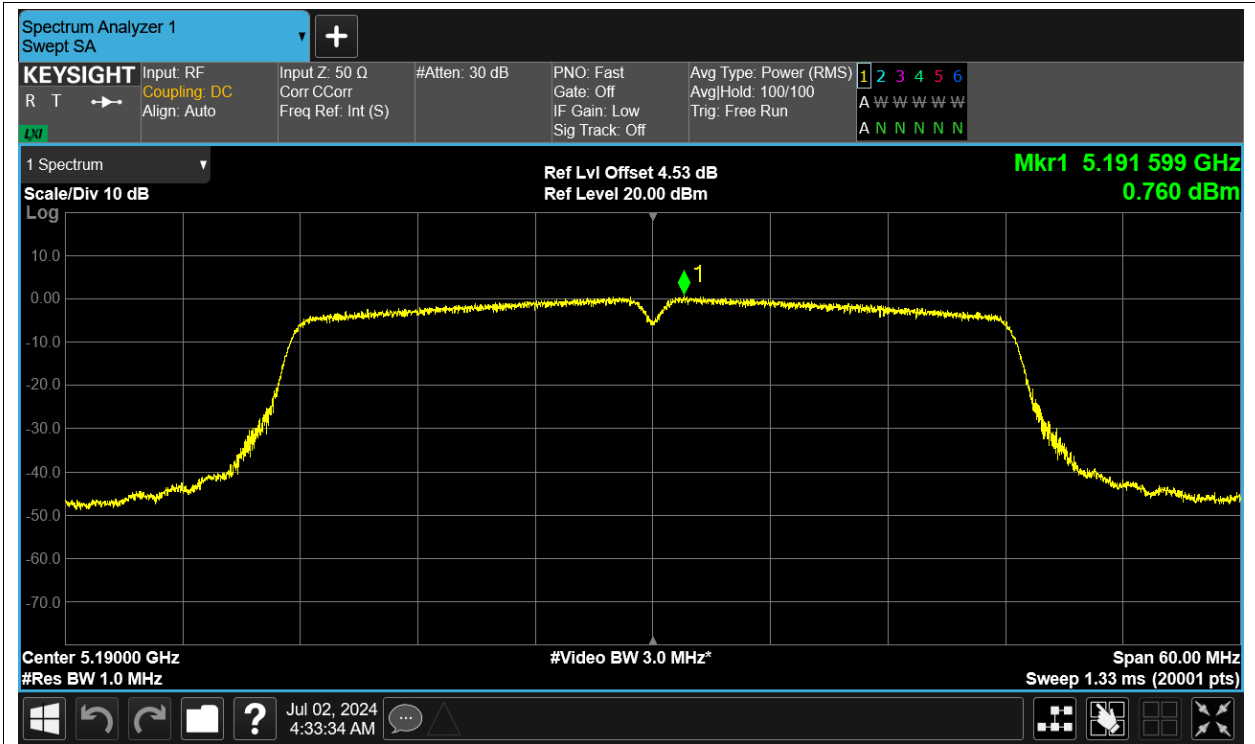 Spectrum Analyzer 1
Swept SA
KEYSIGHT
R T
LXI
Input: RF
Coupling: DC
Align: Auto
Input Z: 50 Ω
Corr CCorr
Freq Ref: Int (S)
#Atten: 30 dB
PNO: Fast
Gate: Off
IF Gain: Low
Sig Track: Off
Avg Type: Power (RMS)
Avg|Hold: 100/100
Trig: Free Run
1 2 3 4 5 6
A W W W W W
A N N N N N
1 Spectrum
Scale/Div 10 dB
Log
Ref Lvl Offset 4.53 dB
Ref Level 20.00 dBm
Mkr1 5.191 599 GHz
0.760 dBm
1
10.0
0.00
-10.0
-20.0
-30.0
-40.0
-50.0
-60.0
-70.0
Center 5.19000 GHz
#Video BW 3.0 MHz*
Span 60.00 MHz
#Res BW 1.0 MHz
Sweep 1.33 ms (20001 pts)
?
Jul 02, 2024
4:33:34 AM